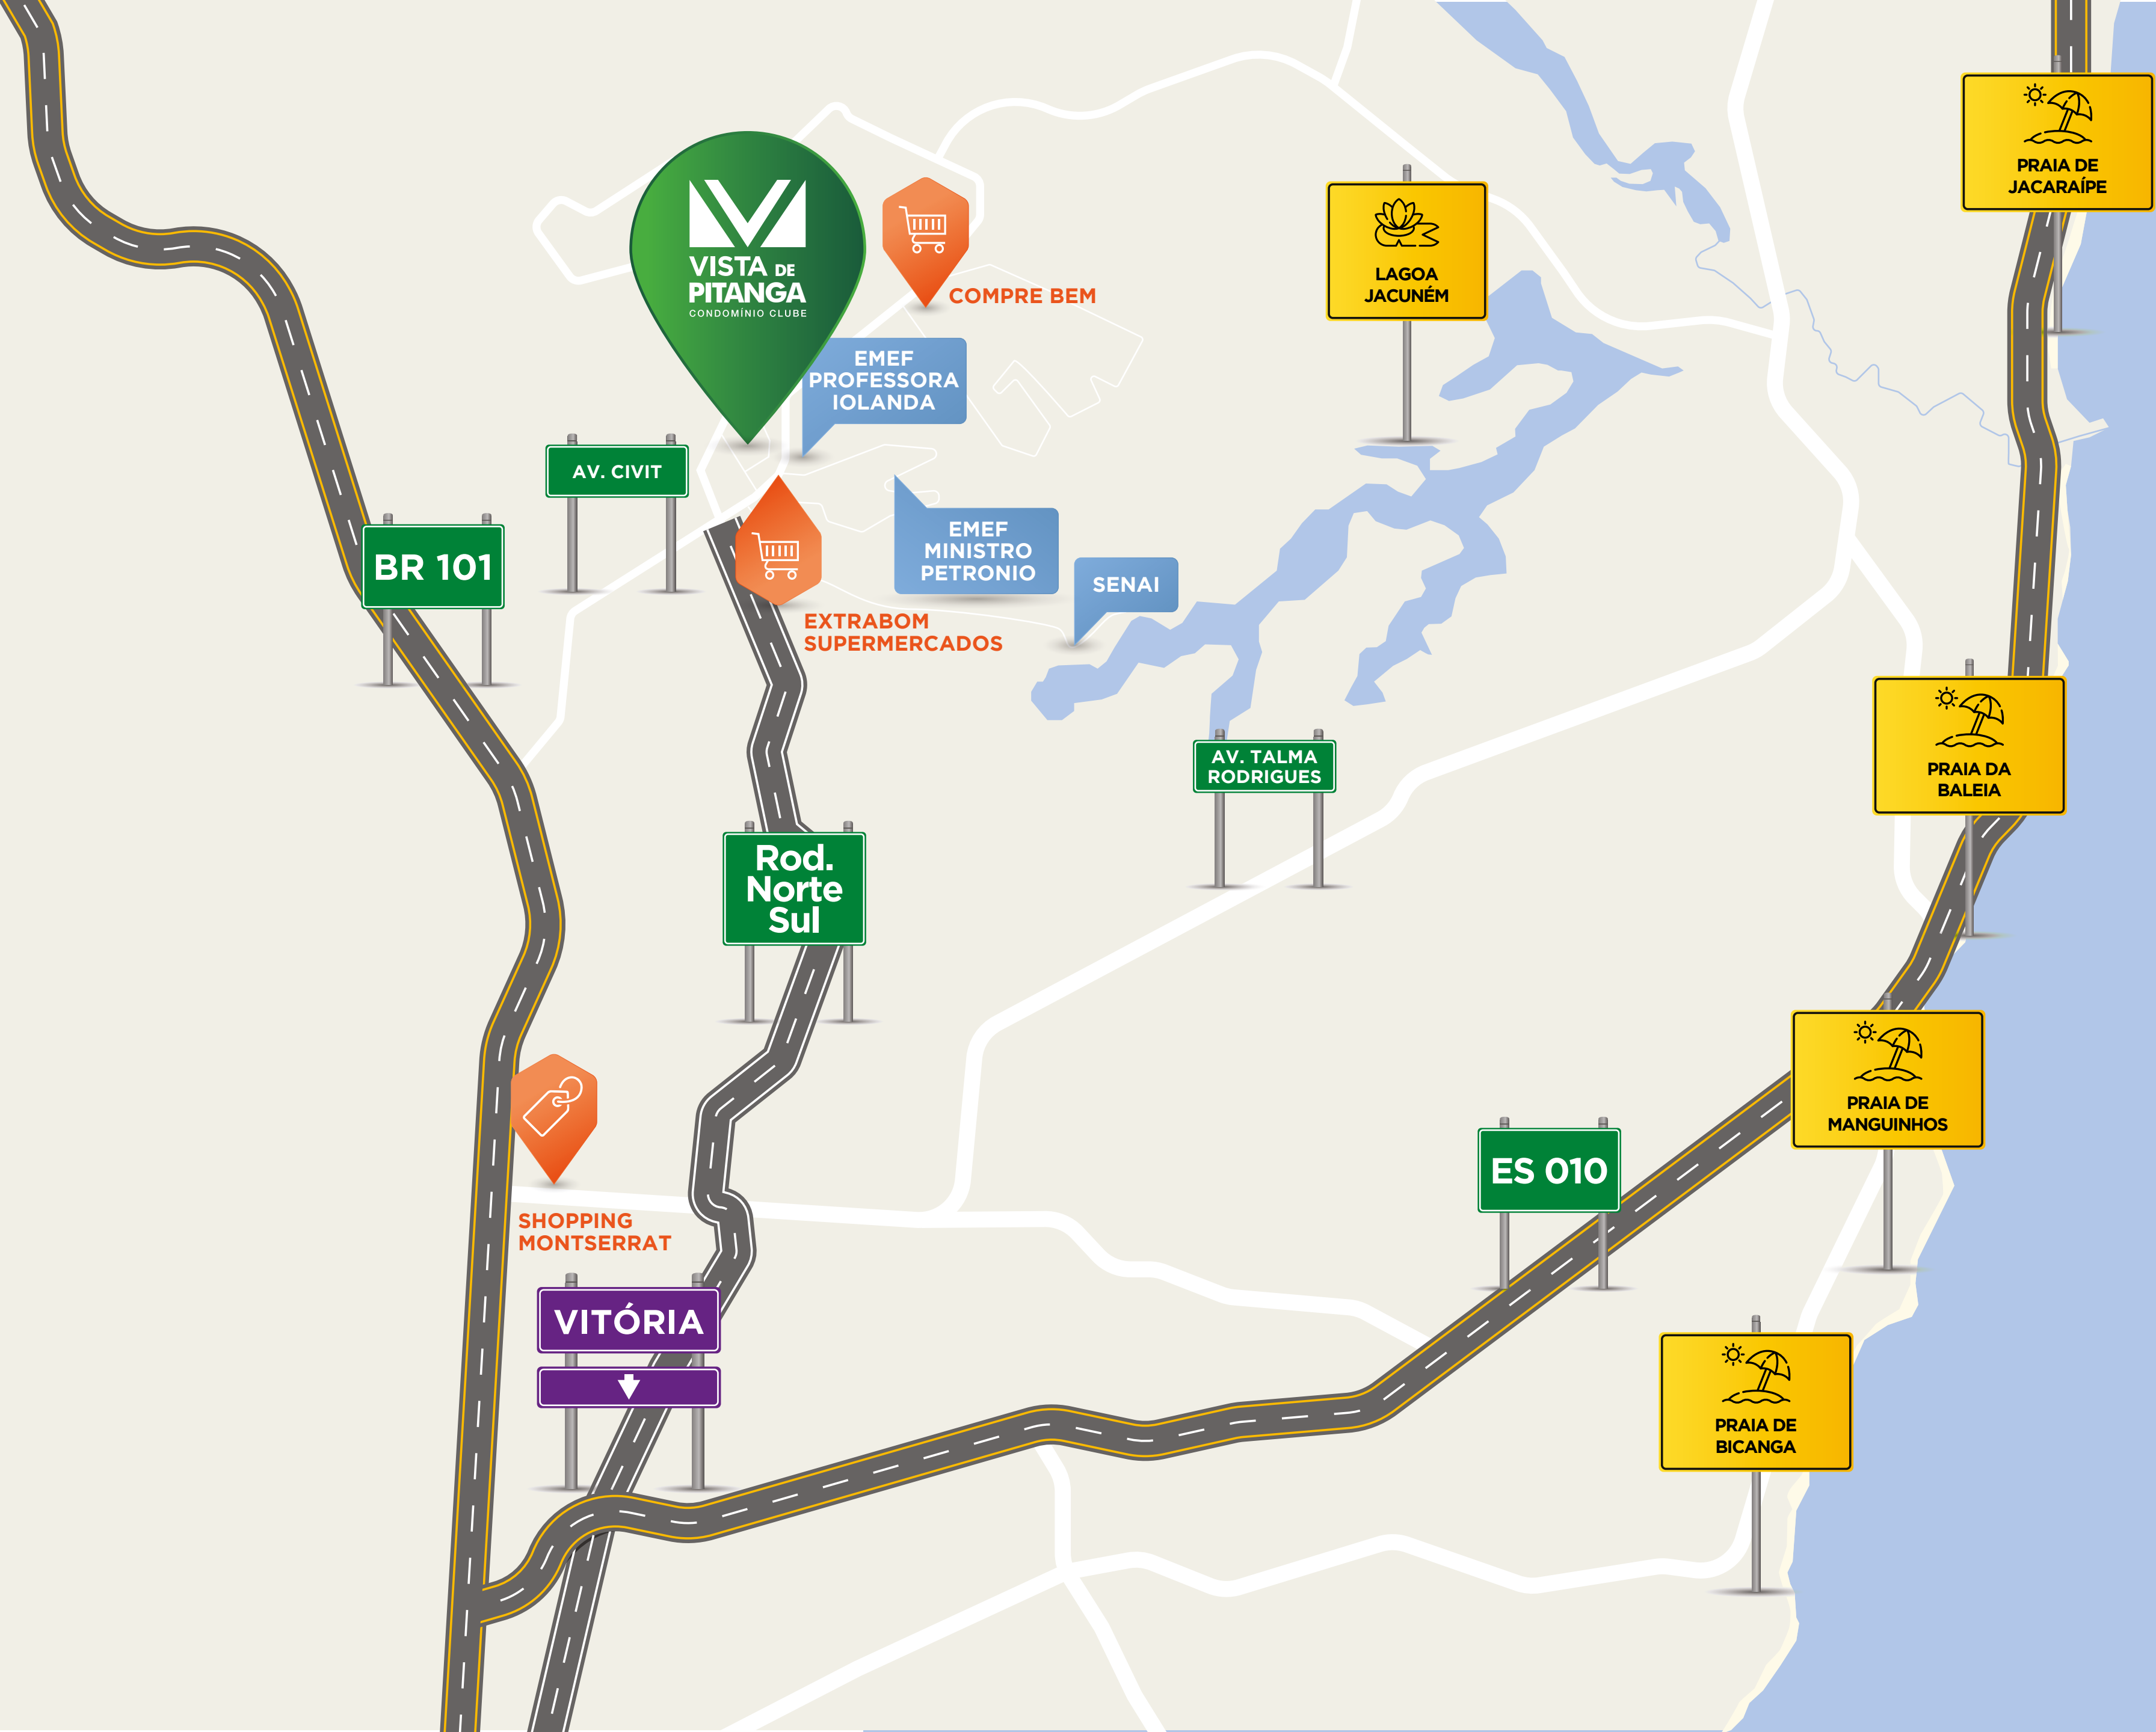 PRAIA DE
JACARAÍPE
VISTA DE
PITANGA
CONDOMÍNIO CLUBE
COMPRE BEM
LAGOA
JACUNÉM
EMEF
PROFESSORA
IOLANDA
AV. CIVIT
BR 101
EMEF
MINISTRO
PETRONIO
SENAI
EXTRABOM
SUPERMERCADOS
AV. TALMA
RODRIGUES
PRAIA DA
BALEIA
Rod.
Norte
Sul
PRAIA DE
MANGUINHOS
ES 010
SHOPPING
MONTSERRAT
VITÓRIA
PRAIA DE
BICANGA